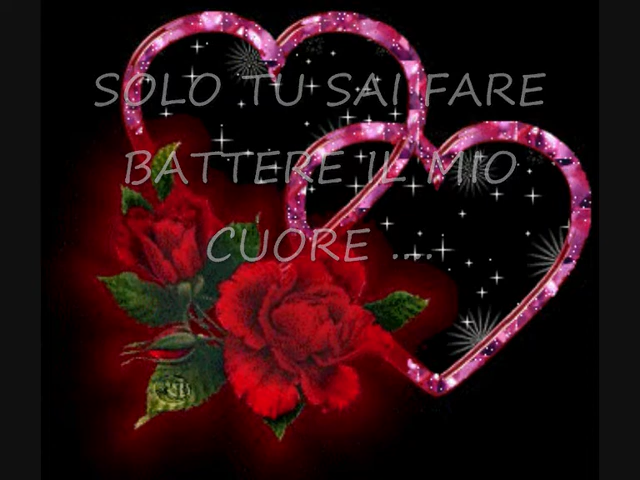 SOLO TU SAI FARE
BATTERE IL MIO
CUORE ....